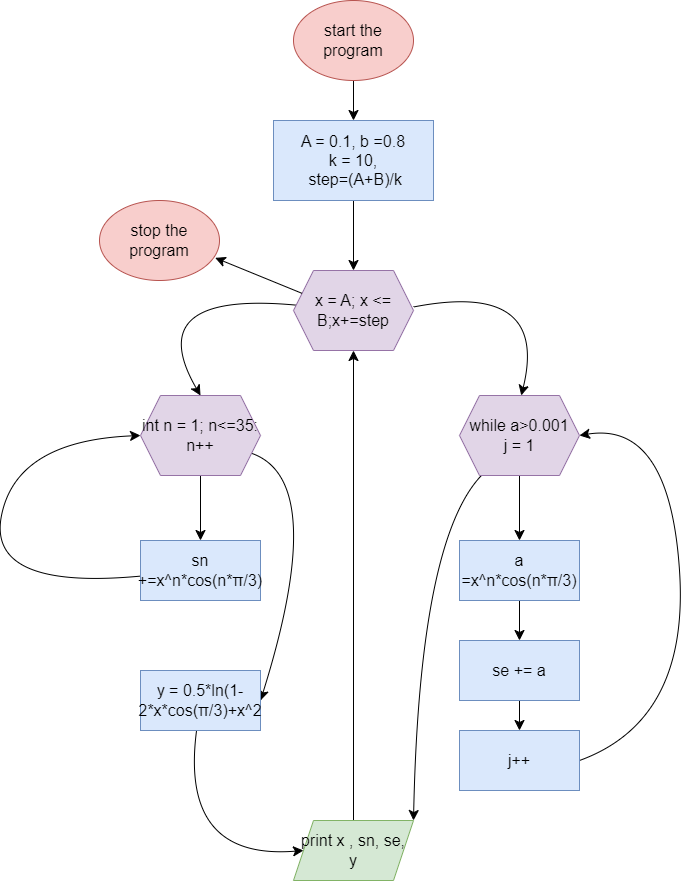 start the
program
A = 0.1, b =0.8
k = 10,
step=(A+B)/k
stop the
program
x = A; x <=
B;x+=step
int n = 1; n<=35:
n++
while a>0.001
j = 1
sn
+=x^n*cos(n*π/3)
a
=x^n*cos(n*π/3)
se += a
y = 0.5*ln(1-
2*x*cos(π/3)+x^2
j++
print x , sn, se,
y